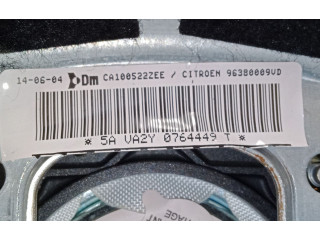 14-06-04 Dm CA100522ZEE / CITROEN 96380009VD
* 5A VA2Y 0764449 T *